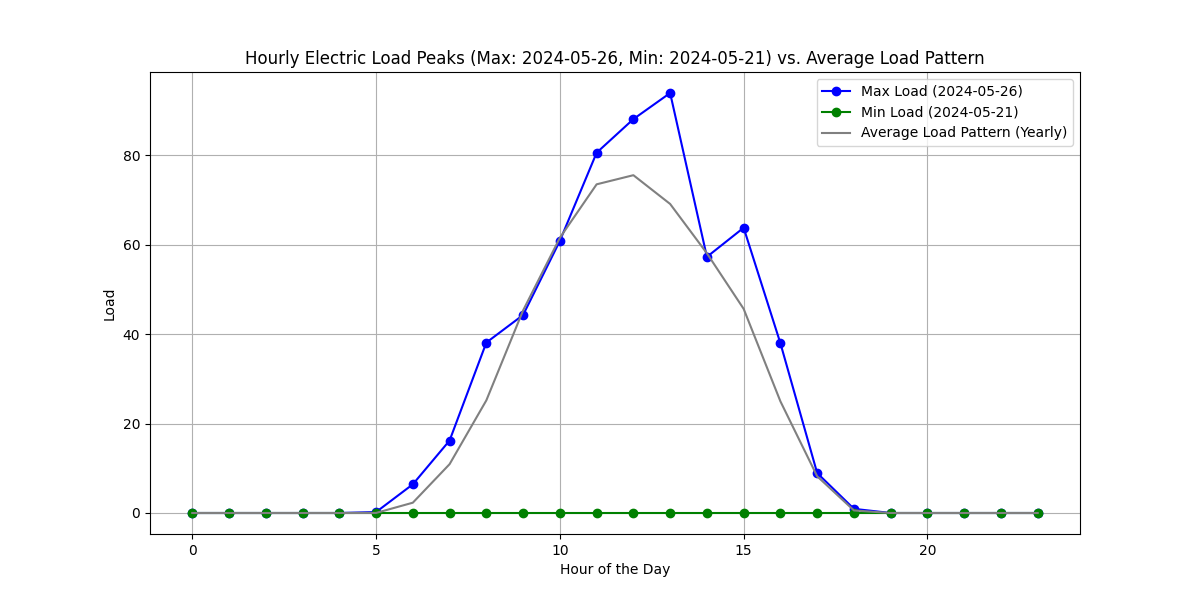 Hourly Electric Load Peaks (Max: 2024-05-26, Min: 2024-05-21) vs. Average Load Pattern
Max Load (2024-05-26)
Min Load (2024-05-21)
Average Load Pattern (Yearly)
Load
80
60
40
20
0
0 5 10 15 20
Hour of the Day